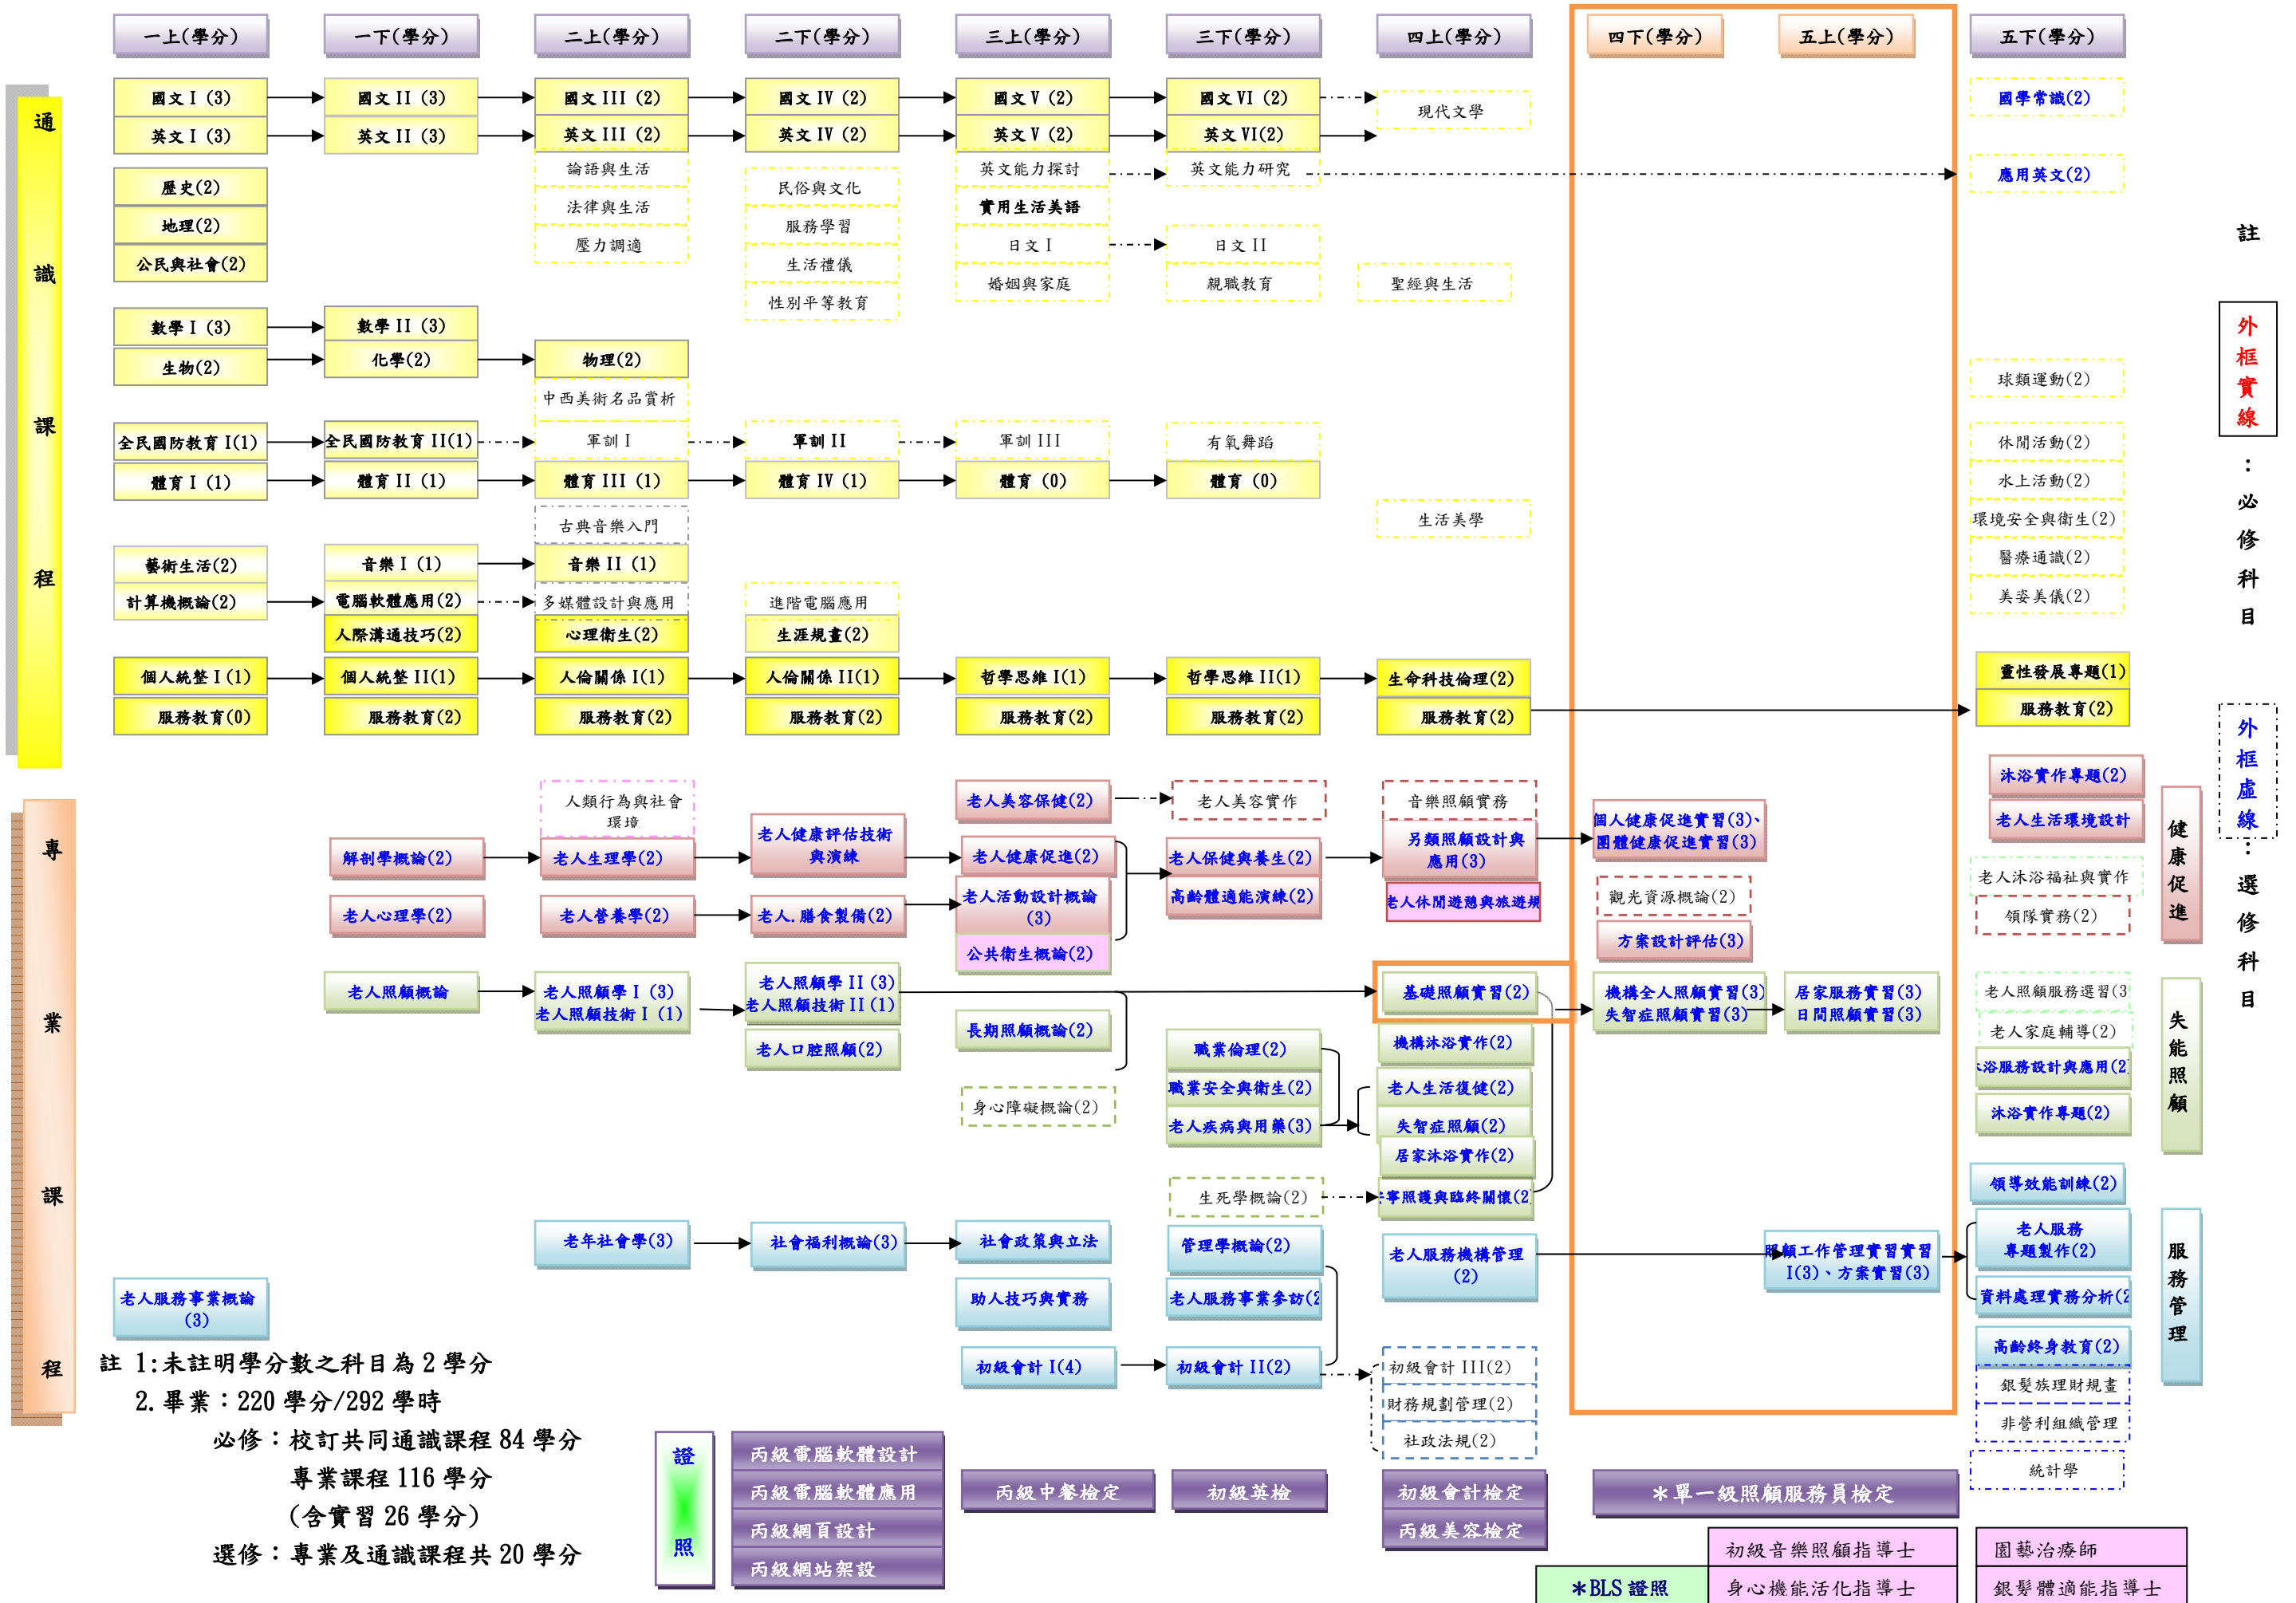 一上(學分)
一下(學分)
二上(學分)
二下(學分)
三上(學分)
三下(學分)
四上(學分)
四下(學分)
五上(學分)
五下(學分)
通識課程
國文 I (3)
國文 II (3)
國文 III (2)
國文 IV (2)
國文 V (2)
國文 VI (2)
現代文學
國學常識(2)
英文 I (3)
英文 II (3)
英文 III (2)
英文 IV (2)
英文 V (2)
英文 VI(2)
論語與生活
法律與生活
壓力調適
民俗與文化
服務學習
生活禮儀
性別平等教育
英文能力探討
實用生活美語
日文 I
婚姻與家庭
英文能力研究
日文 II
親職教育
聖經與生活
應用英文(2)
歷史(2)
地理(2)
公民與社會(2)
數學 I (3)
數學 II (3)
生物(2)
化學(2)
物理(2)
中西美術名品賞析
球類運動(2)
全民國防教育 I(1)
全民國防教育 II(1)
軍訓 I
軍訓 II
軍訓 III
有氧舞蹈
休閒活動(2)
體育 I (1)
體育 II (1)
體育 III (1)
體育 IV (1)
體育 (0)
體育 (0)
水上活動(2)
古典音樂入門
生活美學
環境安全與衛生(2)
藝術生活(2)
音樂 I (1)
音樂 II (1)
醫療通識(2)
計算機概論(2)
電腦軟體應用(2)
多媒體設計與應用
進階電腦應用
美姿美儀(2)
人際溝通技巧(2)
心理衛生(2)
生涯規畫(2)
個人統整 I (1)
個人統整 II(1)
人倫關係 I(1)
人倫關係 II(1)
哲學思維 I(1)
哲學思維 II(1)
生命科技倫理(2)
靈性發展專題(1)
服務教育(0)
服務教育(2)
服務教育(2)
服務教育(2)
服務教育(2)
服務教育(2)
服務教育(2)
服務教育(2)
註
外框實線
：必修科目
外框虛線
：選修科目
專業課程
人類行為與社會
環境
老人美容保健(2)
老人美容實作
音樂照顧實務
沐浴實作專題(2)
老人生活環境設計
解剖學概論(2)
老人生理學(2)
老人健康評估技術
與演練
老人健康促進(2)
老人保健與養生(2)
另類照顧設計與
應用(3)
個人健康促進實習(3)、
團體健康促進實習(3)
老人沐浴福祉與實作
健康促進
老人心理學(2)
老人營養學(2)
老人.膳食製備(2)
老人活動設計概論
(3)
高齡體適能演練(2)
老人休閒遊憩與旅遊規
觀光資源概論(2)
領隊實務(2)
公共衛生概論(2)
方案設計評估(3)
老人照顧概論
老人照顧學 I (3)
老人照顧技術 I (1)
老人照顧學 II (3)
老人照顧技術 II (1)
基礎照顧實習(2)
機構全人照顧實習(3)
失智症照顧實習(3)
居家服務實習(3)
日間照顧實習(3)
老人照顧服務選習(3
老人家庭輔導(2)
失能照顧
老人口腔照顧(2)
長期照顧概論(2)
職業倫理(2)
機構沐浴實作(2)
沐浴服務設計與應用(2)
身心障礙概論(2)
職業安全與衛生(2)
老人生活復健(2)
沐浴實作專題(2)
老人疾病與用藥(3)
失智症照顧(2)
居家沐浴實作(2)
生死學概論(2)
寧照護與臨終關懷(2)
領導效能訓練(2)
老年社會學(3)
社會福利概論(3)
社會政策與立法
管理學概論(2)
老人服務機構管理
(2)
照顧工作管理實習實習
I(3)、方案實習(3)
老人服務
專題製作(2)
服務管理
老人服務事業概論
(3)
助人技巧與實務
老人服務事業參訪(2
資料處理實務分析(2
初級會計 I(4)
初級會計 II(2)
初級會計 III(2)
財務規劃管理(2)
社政法規(2)
高齡終身教育(2)
銀髮族理財規畫
非營利組織管理
統計學
註 1:未註明學分數之科目為 2 學分
2.畢業：220 學分/292 學時
必修：校訂共同通識課程 84 學分
專業課程 116 學分
(含實習 26 學分)
選修：專業及通識課程共 20 學分
證照
丙級電腦軟體設計
丙級電腦軟體應用
丙級網頁設計
丙級網站架設
丙級中餐檢定
初級英檢
初級會計檢定
丙級美容檢定
＊單一級照顧服務員檢定
初級音樂照顧指導士
園藝治療師
＊BLS 證照
身心機能活化指導士
銀髮體適能指導士